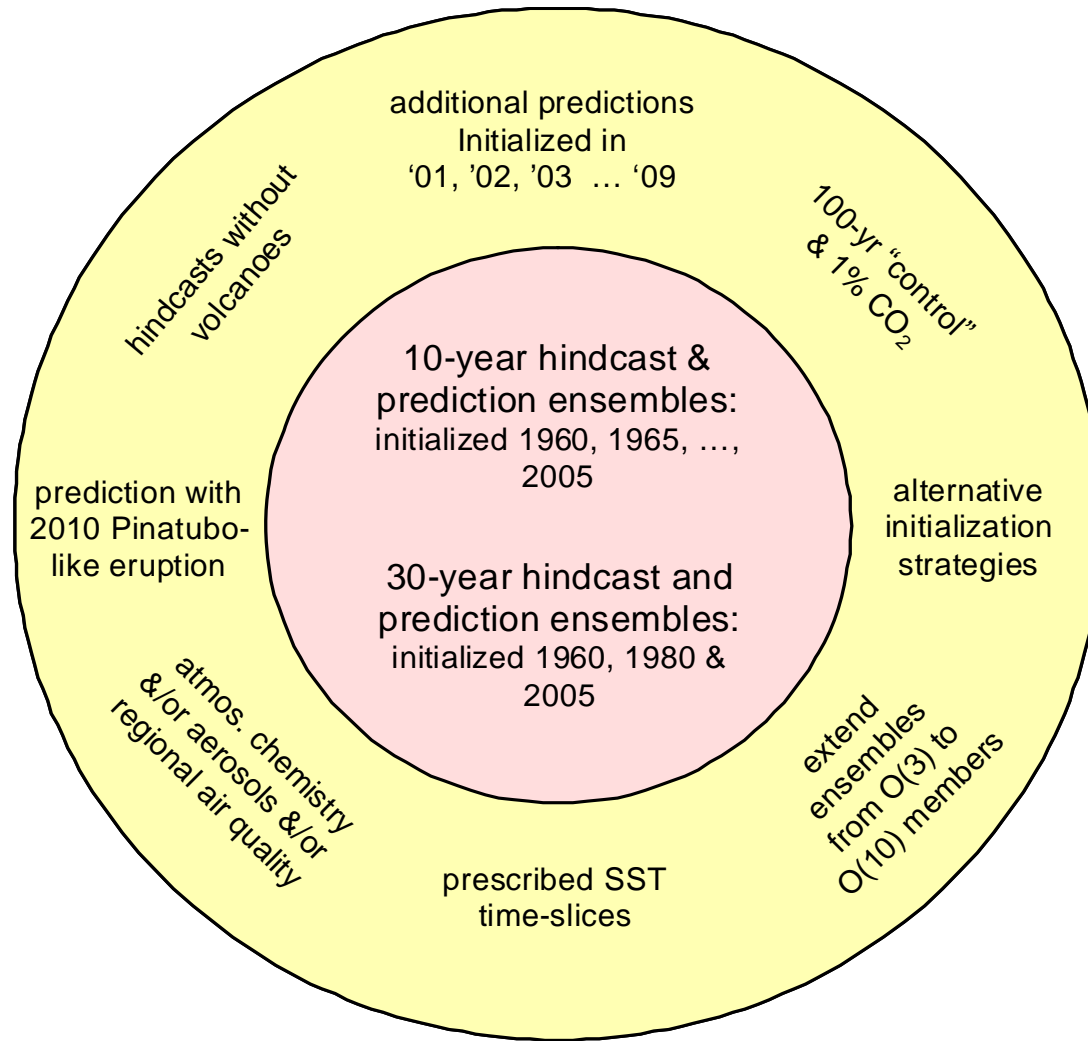 additional predictions
Initialized in
‘01, ’02, ’03 … ‘09
hindcasts without
volcanoes
100-yr “control”
& 1% CO₂
10-year hindcast &
prediction ensembles:
initialized 1960, 1965, …,
2005
prediction with
2010 Pinatubo-
like eruption
alternative
initialization
strategies
30-year hindcast and
prediction ensembles:
initialized 1960, 1980 &
2005
atmos. chemistry
&/or aerosols &/or
regional air quality
extend
ensembles
from O(3) to
O(10) members
prescribed SST
time-slices